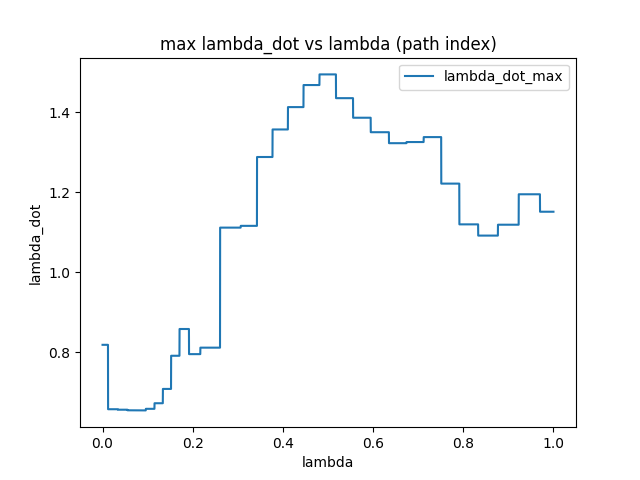 max lambda_dot vs lambda (path index)
lambda_dot_max
1.4
1.2
1.0
0.8
lambda_dot
0.0 0.2 0.4 0.6 0.8 1.0
lambda